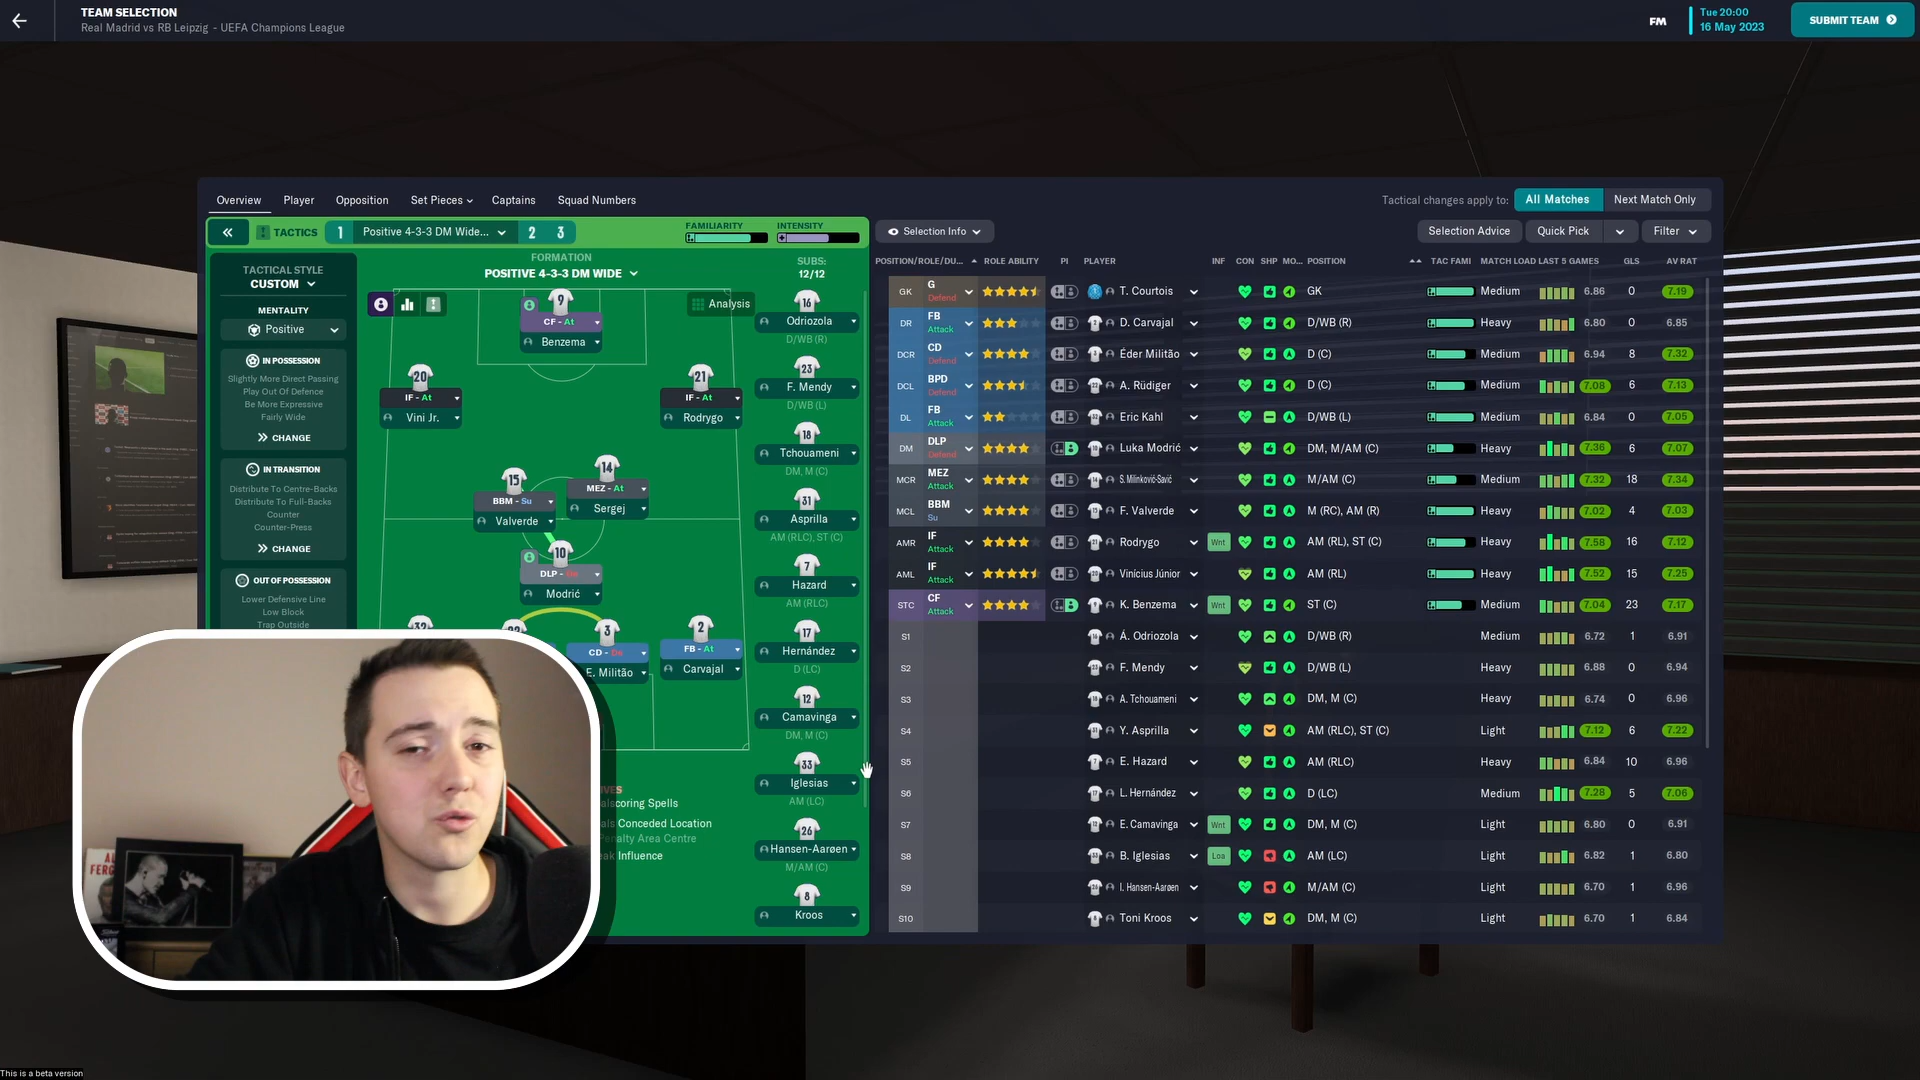 TEAM SELECTION
Real Madrid vs RB Leipzig - UEFA Champions League
FM
Tue 20:00
16 May 2023
SUBMIT TEAM
Overview Player Opposition Set Pieces Captains Squad Numbers
Tactical changes apply to: All Matches Next Match Only
TACTICS 1 Positive 4-3-3 DM Wide... 2 3
FAMILIARITY INTENSITY
Selection Info
Selection Advice Quick Pick Filter
TACTICAL STYLE
CUSTOM
MENTALITY
Positive
IN POSSESSION
Slightly More Direct Passing
Play Out Of Defence
Be More Expressive
Fairly Wide
CHANGE
IN TRANSITION
Distribute To Centre-Backs
Distribute To Full-Backs
Counter
Counter-Press
CHANGE
OUT OF POSSESSION
Lower Defensive Line
Low Block
Trap Outside
FORMATION
POSITIVE 4-3-3 DM WIDE
Analysis
9
CF - At
Benzema
20
IF - At
Vini Jr.
21
IF - At
Rodrygo
15
BBM - Su
Valverde
14
MEZ - At
Sergej
10
DLP - De
Modrić
3
CD - De
E. Militão
2
FB - At
Carvajal
SUBS:
12/12
16
Odriozola
D/WB (R)
23
F. Mendy
D/WB (L)
18
Tchouameni
DM, M (C)
31
Asprilla
AM (RLC), ST (C)
7
Hazard
AM (RLC)
17
Hernández
D (LC)
12
Camavinga
DM, M (C)
33
Iglesias
AM (LC)
26
Hansen-Aarøen
M/AM (C)
8
Kroos
Conceded Location
Penalty Area Centre
Influence
POSITION/ROLE/DU... ROLE ABILITY PI PLAYER INF CON SHP MO... POSITION TAC FAMI MATCH LOAD LAST 5 GAMES GLS AV RAT
GK G Defend T. Courtois GK Medium 6.86 0 7.19
DR FB Attack D. Carvajal D/WB (R) Heavy 6.80 0 6.85
DCR CD Defend Éder Militão D (C) Medium 6.94 8 7.32
DCL BPD Defend A. Rüdiger D (C) Medium 7.08 6 7.13
DL FB Attack Eric Kahl D/WB (L) Medium 6.84 0 7.05
DM DLP Defend Luka Modrić DM, M/AM (C) Heavy 7.36 6 7.07
MCR MEZ Attack S. Milinković-Savić M/AM (C) Heavy 7.32 18 7.34
MCL BBM Su F. Valverde M (RC), AM (R) Heavy 7.02 4 7.03
AMR IF Attack Rodrygo Wnt AM (RL), ST (C) Heavy 7.58 16 7.12
AML IF Attack Vinícius Júnior AM (RL) Heavy 7.52 15 7.25
STC CF Attack K. Benzema Wnt ST (C) Medium 7.04 23 7.17
S1 Á. Odriozola D/WB (R) Medium 6.72 1 6.91
S2 F. Mendy D/WB (L) Heavy 6.88 0 6.94
S3 A. Tchouameni DM, M (C) Heavy 6.74 0 6.96
S4 Y. Asprilla AM (RLC), ST (C) Light 7.12 6 7.22
S5 E. Hazard AM (RLC) Light 6.84 10 6.96
S6 L. Hernández D (LC) Medium 7.28 5 7.06
S7 E. Camavinga Wnt DM, M (C) Light 6.80 0 6.91
S8 B. Iglesias Loa AM (LC) Light 6.82 1 6.80
S9 I. Hansen-Aarøen M/AM (C) Light 6.70 1 6.96
S10 Toni Kroos DM, M (C) Light 6.70 1 6.84
This is a beta version